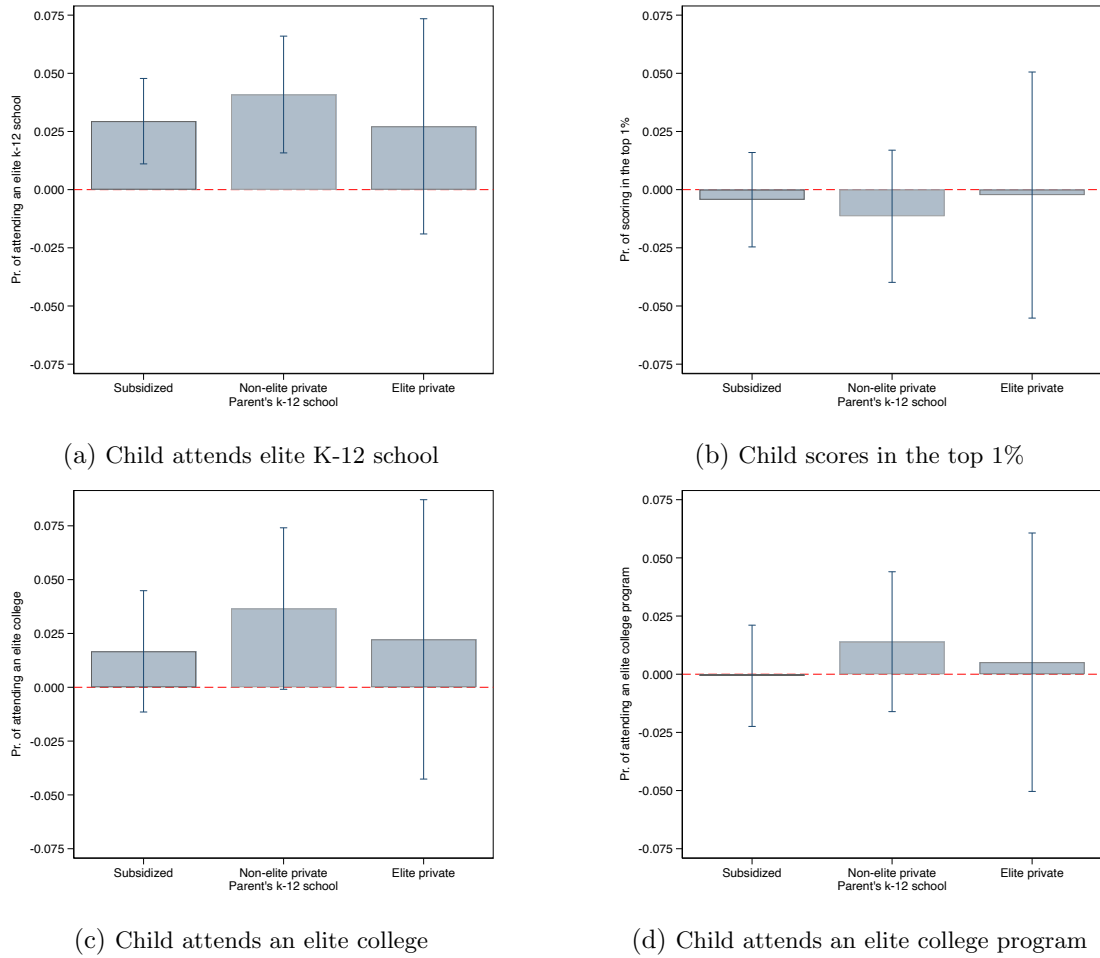 Pr. of attending an elite k-12 school
0.075
0.050
0.025
0.000
-0.025
-0.050
-0.075
Subsidized Non-elite private Elite private
Parent's k-12 school
(a) Child attends elite K-12 school
Pr. of scoring in the top 1%
0.075
0.050
0.025
0.000
-0.025
-0.050
-0.075
Subsidized Non-elite private Elite private
Parent's k-12 school
(b) Child scores in the top 1%
Pr. of attending an elite college
0.075
0.050
0.025
0.000
-0.025
-0.050
-0.075
Subsidized Non-elite private Elite private
Parent's k-12 school
(c) Child attends an elite college
Pr. of attending an elite college program
0.075
0.050
0.025
0.000
-0.025
-0.050
-0.075
Subsidized Non-elite private Elite private
Parent's k-12 school
(d) Child attends an elite college program